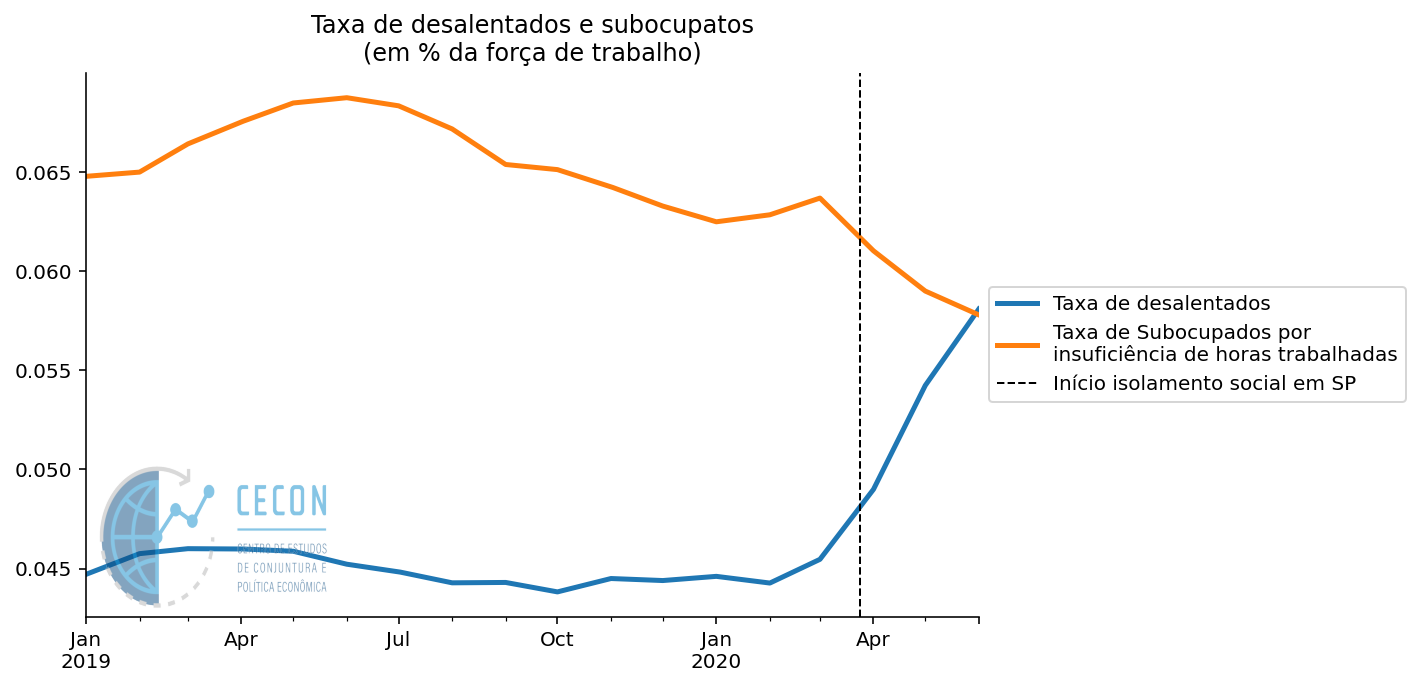 Taxa de desalentados e subocupatos
(em % da força de trabalho)
0.065
0.060
0.055
0.050
0.045
Jan
2019
Apr
Jul
Oct
Jan
2020
Apr
Taxa de desalentados
Taxa de Subocupados por
insuficiência de horas trabalhadas
Início isolamento social em SP
CECON
CENTRO DE ESTUDOS
DE CONJUNTURA E
POLÍTICA ECONÔMICA